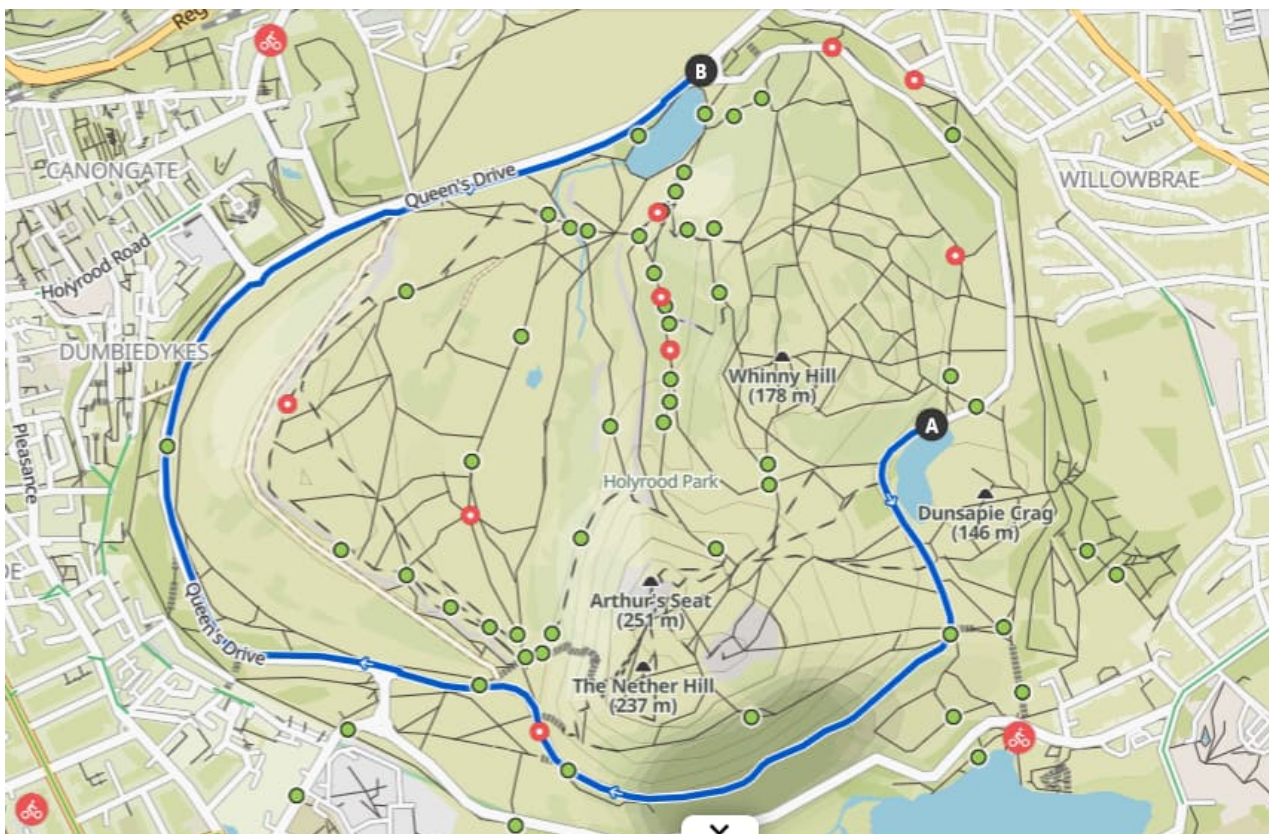 Reg
B
CANONGATE
Queen's Drive
WILLOWBRAE
Holyrood Road
DUMBIEDYKES
Whinny Hill
(178 m)
A
Pleasance
Holyrood Park
Dunsapie Crag
(146 m)
DE
Arthur's Seat
(251 m)
Queen's Drive
The Nether Hill
(237 m)